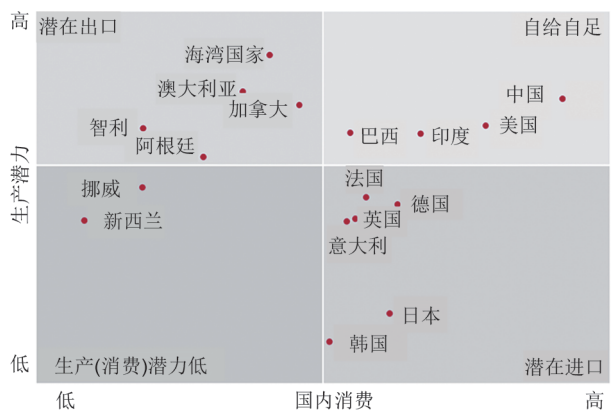 高
潜在出口
自给自足
海湾国家
澳大利亚
中国
加拿大
智利
美国
巴西
印度
阿根廷
生产潜力
法国
挪威
德国
新西兰
英国
意大利
日本
韩国
低
生产(消费)潜力低
潜在进口
低
国内消费
高